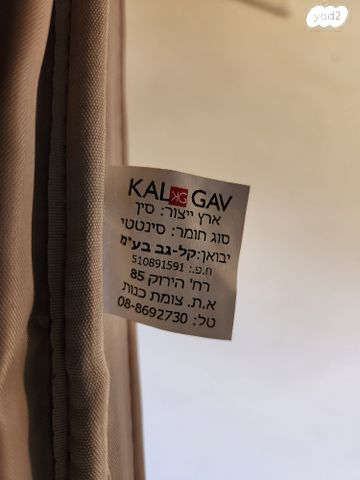 yad2
KAL KG GAV
ארץ ייצור: סין
סוג חומר: סינטטי
יבואן: קל-גב בע"מ
ח.פ.: 510891591
רח' הירוק 85
א.ת. צומת כנות
טל: 08-8692730